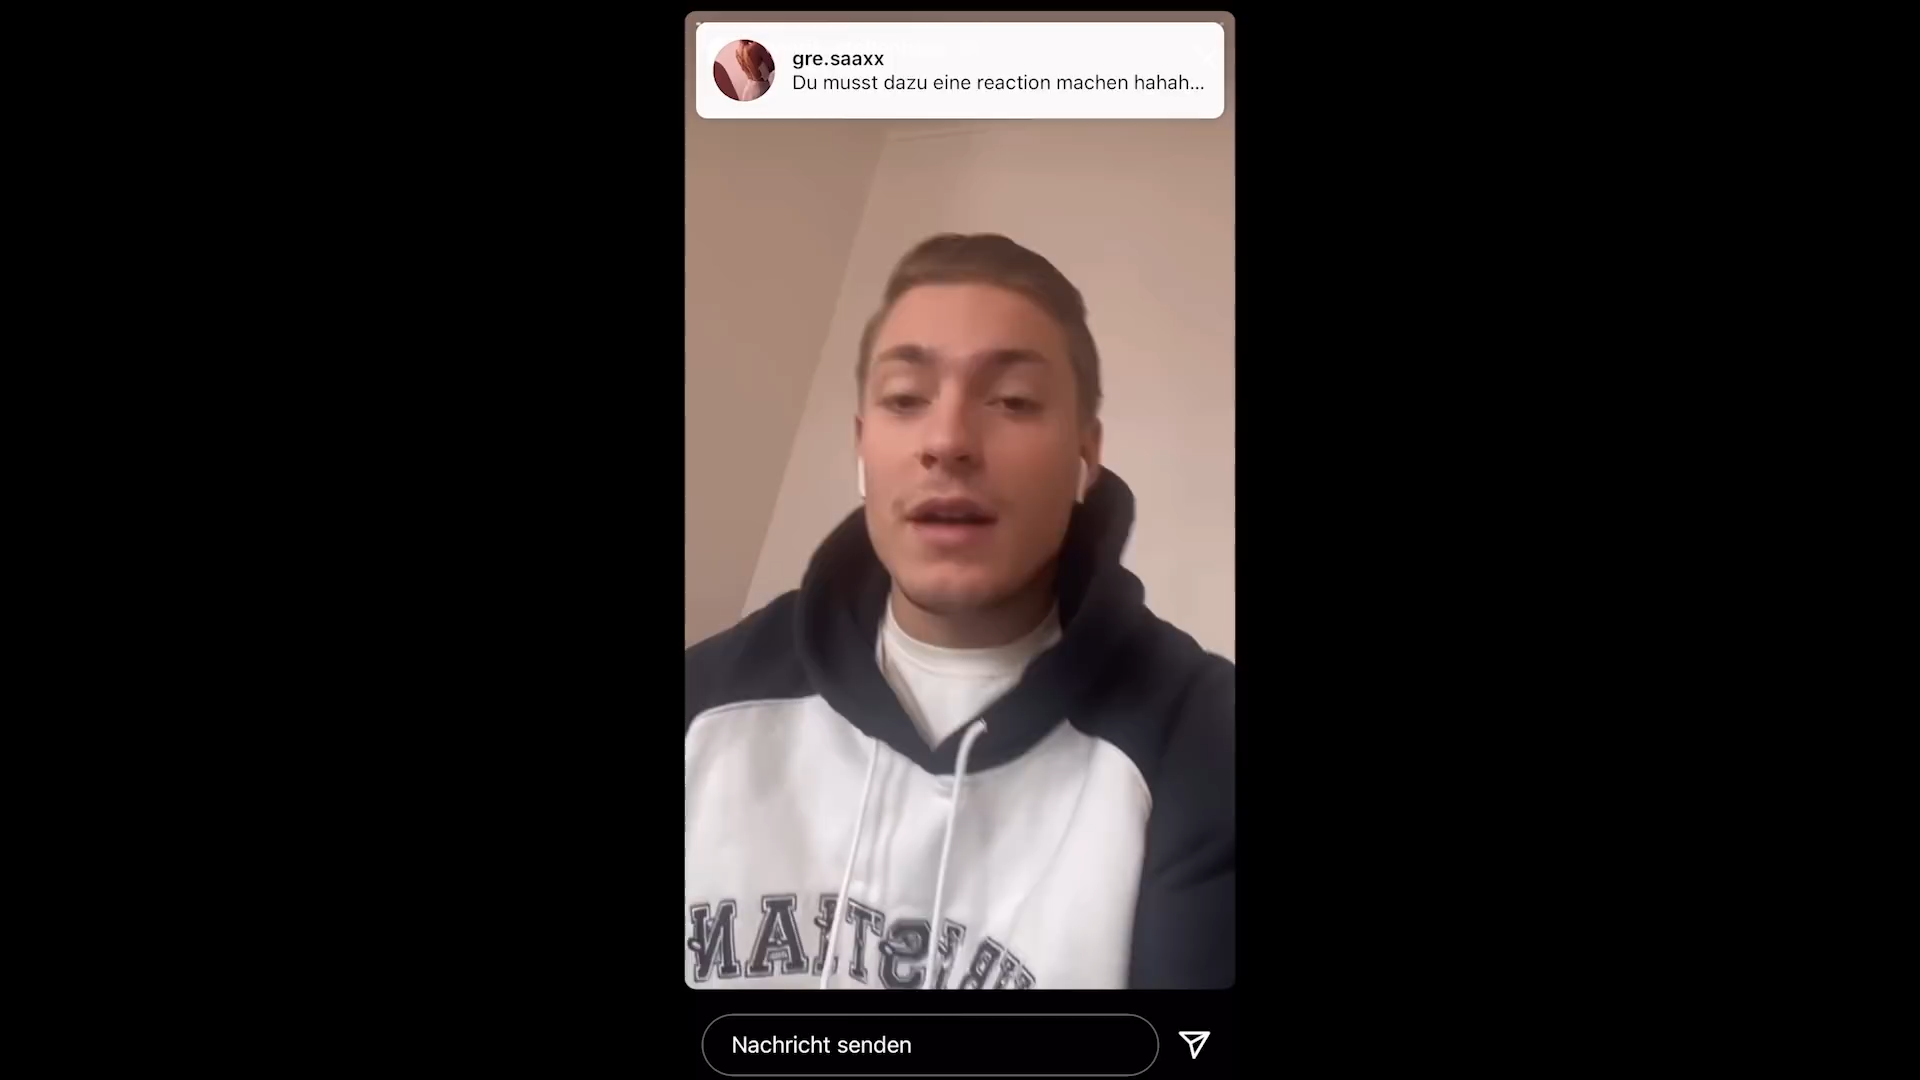 gre.saaxx
Du musst dazu eine reaction machen hahah...
Nachricht senden